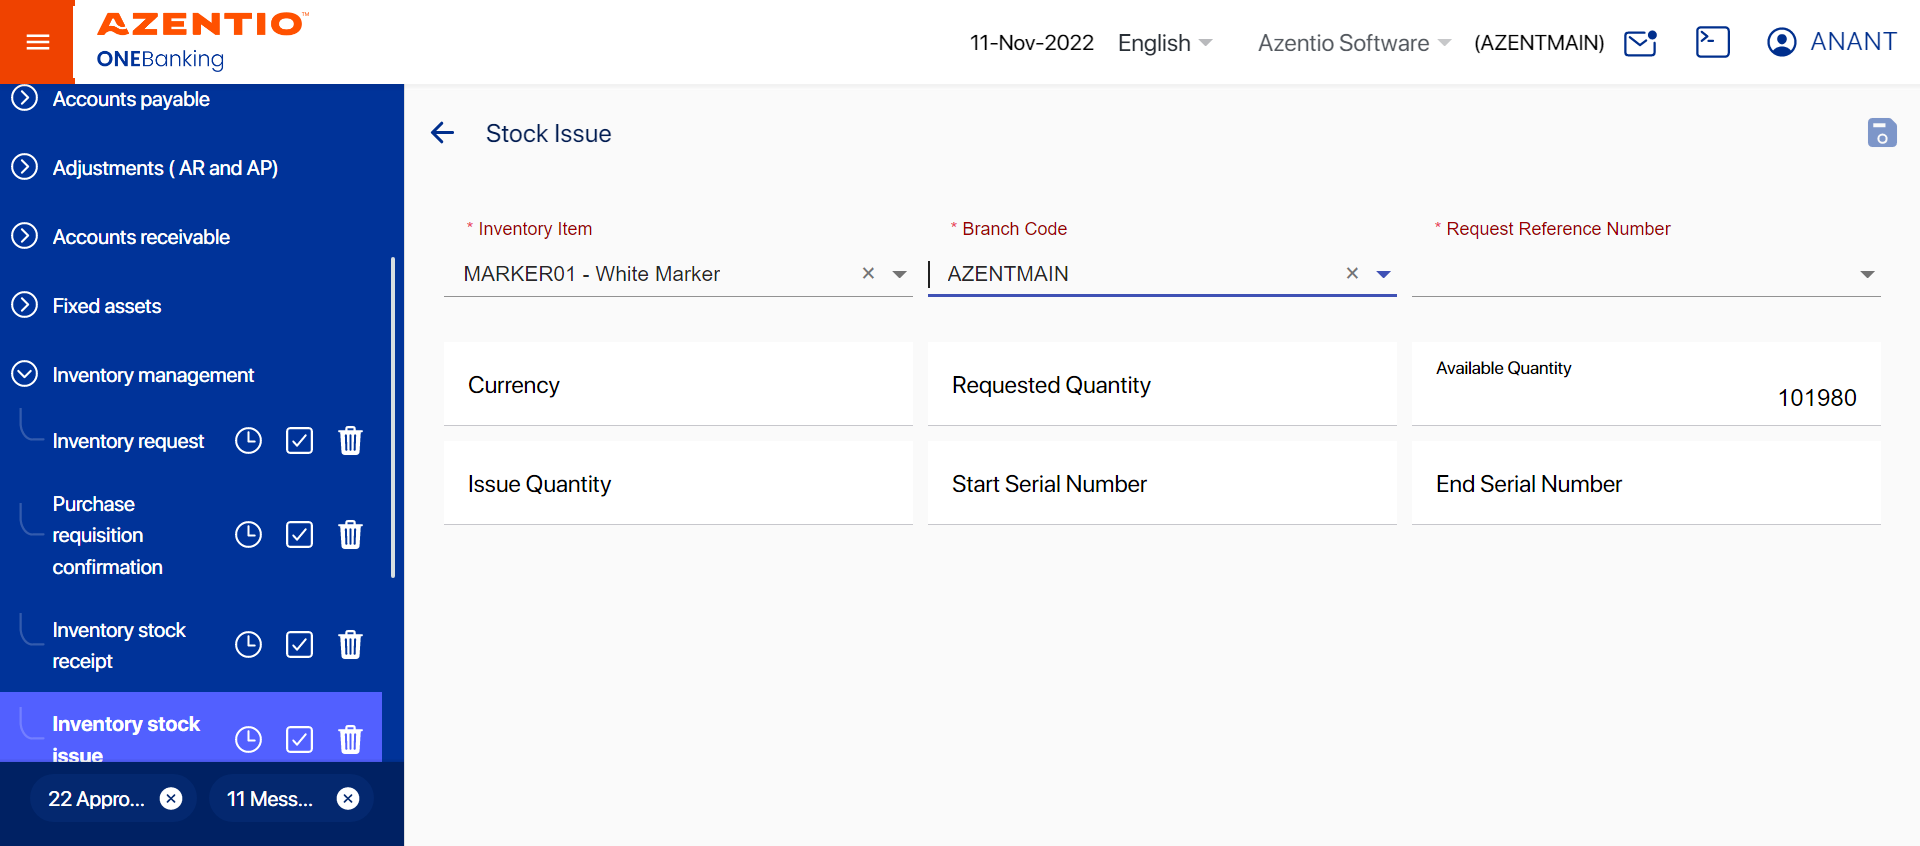 AZENTIO™
ONEBanking
11-Nov-2022
English
Azentio Software
(AZENTMAIN)
ANANT
Accounts payable
Adjustments ( AR and AP)
Accounts receivable
Fixed assets
Inventory management
Inventory request
Purchase
requisition
confirmation
Inventory stock
receipt
Inventory stock
issue
22 Appro...
11 Mess...
Stock Issue
* Inventory Item
MARKER01 - White Marker
* Branch Code
AZENTMAIN
* Request Reference Number
Currency
Requested Quantity
Available Quantity
101980
Issue Quantity
Start Serial Number
End Serial Number